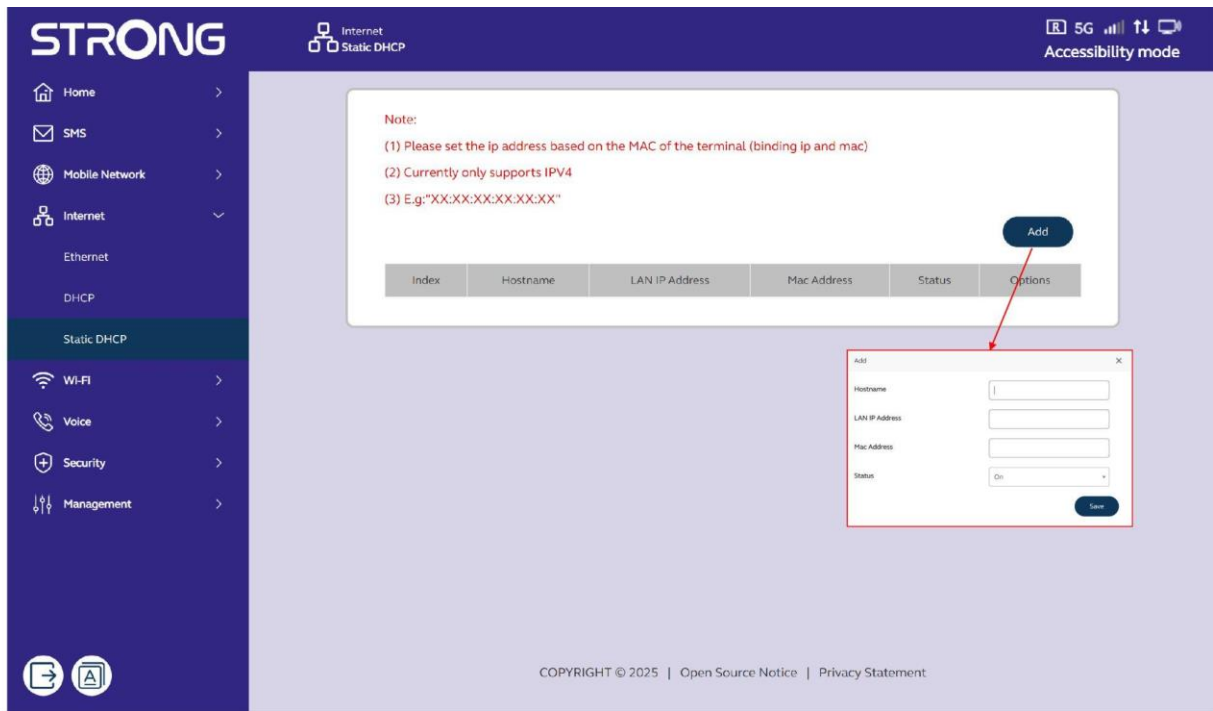 STRONG
Internet
Static DHCP
R 5G
Accessibility mode
Home
SMS
Mobile Network
Internet
Ethernet
DHCP
Static DHCP
Wi-Fi
Voice
Security
Management
Note:
(1) Please set the ip address based on the MAC of the terminal (binding ip and mac)
(2) Currently only supports IPV4
(3) E.g:"XX:XX:XX:XX:XX:XX"
Add
Index Hostname LAN IP Address Mac Address Status Options
Add
Hostname
LAN IP Address
Mac Address
Status On
Save
A
COPYRIGHT © 2025 | Open Source Notice | Privacy Statement